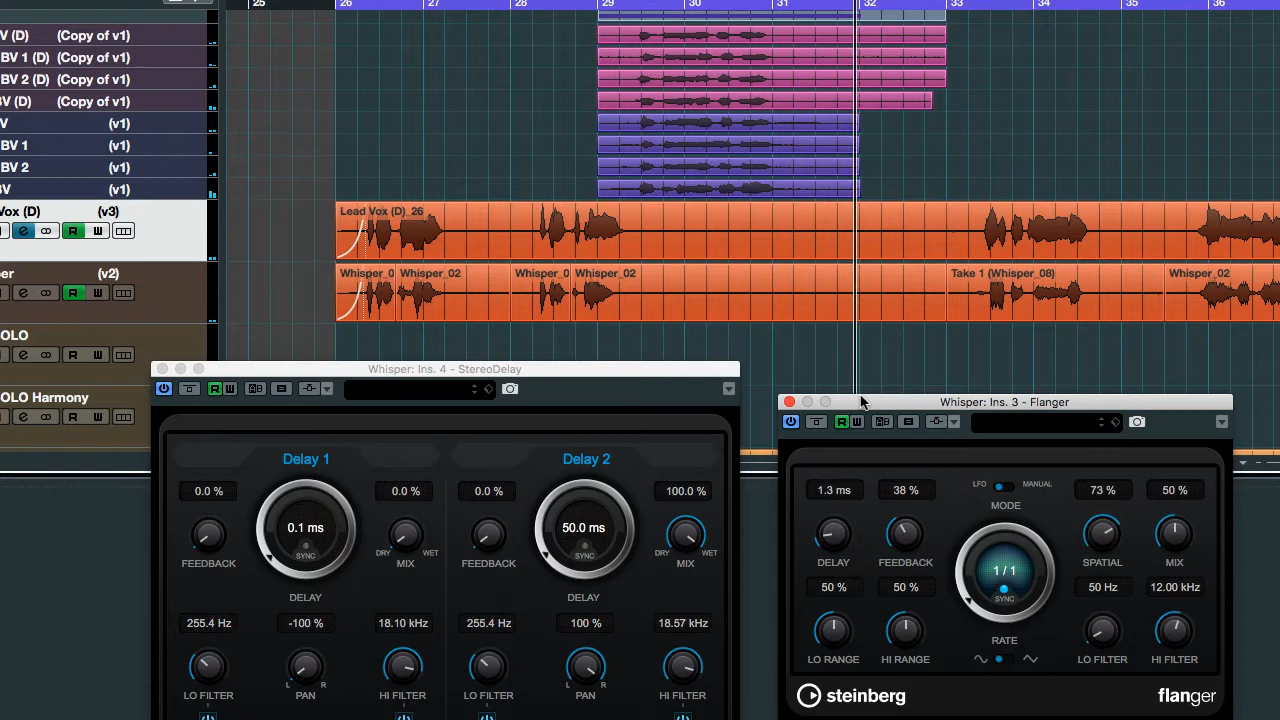 25 26 27 28 29 30 31 32 33 34 35 36
V (D) (Copy of v1)
BV 1 (D) (Copy of v1)
BV 2 (D) (Copy of v1)
BV (D) (Copy of v1)
V (v1)
BV 1 (v1)
BV 2 (v1)
BV (v1)
Vox (D) (v3)
Lead Vox (D)_26
e R W
per (v2)
Whisper_0 Whisper_02 Whisper_0 Whisper_02 Take 1 (Whisper_08) Whisper_02
e R W
OLO
e R W
OLO Harmony
e R W
Whisper: Ins. 4 - StereoDelay
R W A B
Delay 1 Delay 2
0.0 % 0.0 % 0.0 % 100.0 %
0.1 ms 50.0 ms
SYNC SYNC
DRY WET DRY WET
FEEDBACK MIX FEEDBACK MIX
DELAY DELAY
255.4 Hz -100 % 18.10 kHz 255.4 Hz 100 % 18.57 kHz
L R L R
LO FILTER PAN HI FILTER LO FILTER PAN HI FILTER
Whisper: Ins. 3 - Flanger
R W A B
LFO MANUAL
1.3 ms 38 % 73 % 50 %
MODE
DELAY FEEDBACK SPATIAL MIX
1 / 1
50 % 50 % 50 Hz 12.00 kHz
SYNC
RATE
LO RANGE HI RANGE LO FILTER HI FILTER
steinberg flanger